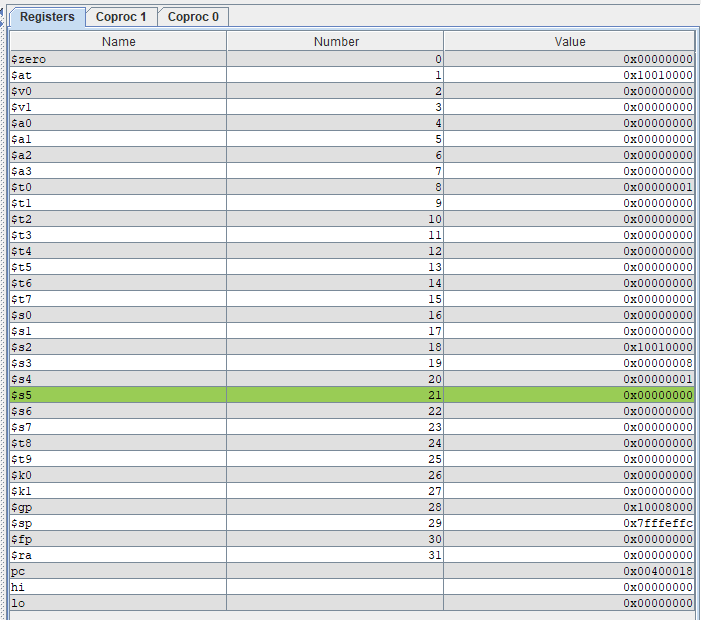 Registers Coproc 1 Coproc 0
Name Number Value
$zero 0 0x00000000
$at 1 0x10010000
$v0 2 0x00000000
$v1 3 0x00000000
$a0 4 0x00000000
$a1 5 0x00000000
$a2 6 0x00000000
$a3 7 0x00000000
$t0 8 0x00000001
$t1 9 0x00000000
$t2 10 0x00000000
$t3 11 0x00000000
$t4 12 0x00000000
$t5 13 0x00000000
$t6 14 0x00000000
$t7 15 0x00000000
$s0 16 0x00000000
$s1 17 0x00000000
$s2 18 0x10010000
$s3 19 0x00000008
$s4 20 0x00000001
$s5 21 0x00000000
$s6 22 0x00000000
$s7 23 0x00000000
$t8 24 0x00000000
$t9 25 0x00000000
$k0 26 0x00000000
$k1 27 0x00000000
$gp 28 0x10008000
$sp 29 0x7fffeffc
$fp 30 0x00000000
$ra 31 0x00000000
pc 0x00400018
hi 0x00000000
lo 0x00000000